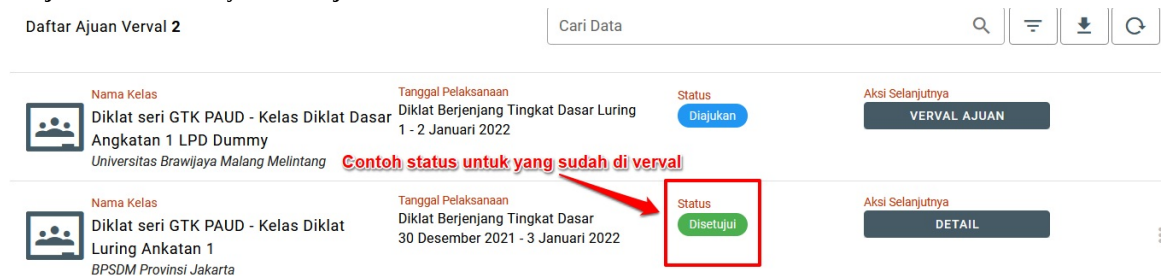 Daftar Ajuan Verval 2
Cari Data
Nama Kelas
Diklat seri GTK PAUD - Kelas Diklat Dasar
Angkatan 1 LPD Dummy
Universitas Brawijaya Malang Melintang
Tanggal Pelaksanaan
Diklat Berjenjang Tingkat Dasar Luring
1 - 2 Januari 2022
Status
Diajukan
Aksi Selanjutnya
VERVAL AJUAN
Contoh status untuk yang sudah di verval
Nama Kelas
Diklat seri GTK PAUD - Kelas Diklat
Luring Ankatan 1
BPSDM Provinsi Jakarta
Tanggal Pelaksanaan
Diklat Berjenjang Tingkat Dasar
30 Desember 2021 - 3 Januari 2022
Status
Disetujui
Aksi Selanjutnya
DETAIL